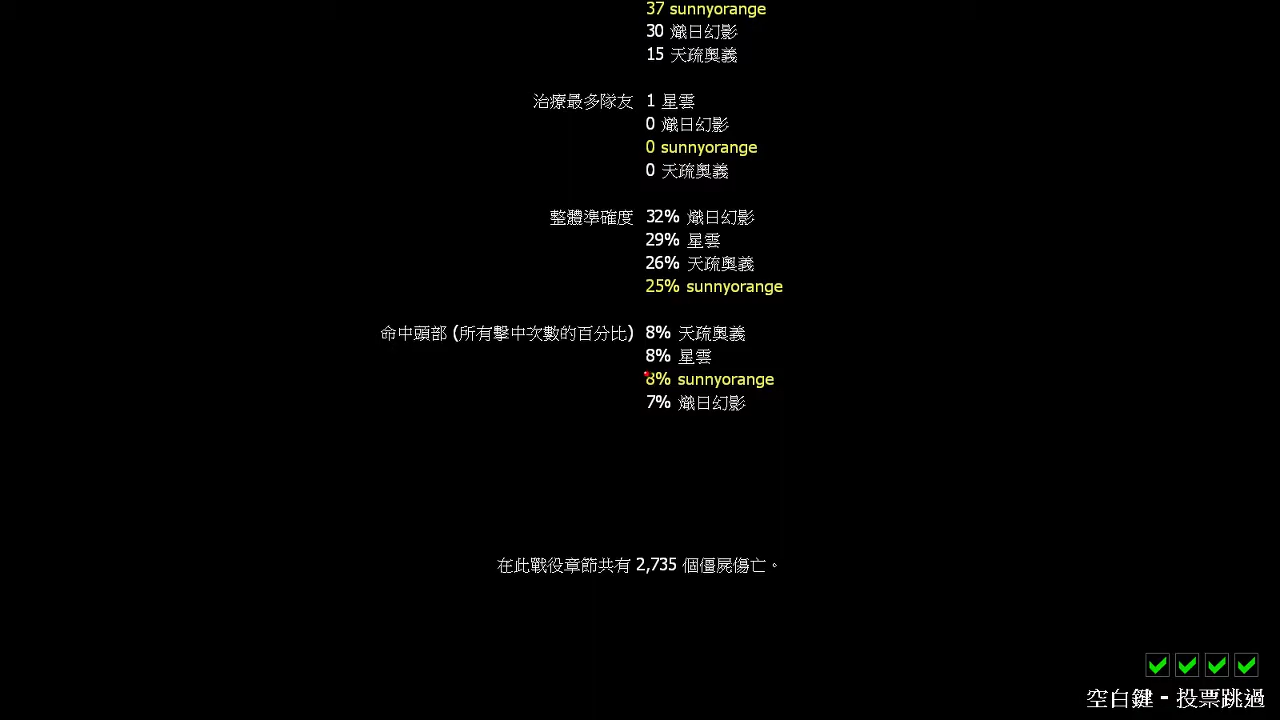 37 sunnyorange
30 熾日幻影
15 天疏奧義
治療最多隊友 1 星雲
0 熾日幻影
0 sunnyorange
0 天疏奧義
整體準確度 32% 熾日幻影
29% 星雲
26% 天疏奧義
25% sunnyorange
命中頭部 (所有擊中次數的百分比) 8% 天疏奧義
8% 星雲
8% sunnyorange
7% 熾日幻影
在此戰役章節共有 2,735 個僵屍傷亡。
空白鍵 - 投票跳過